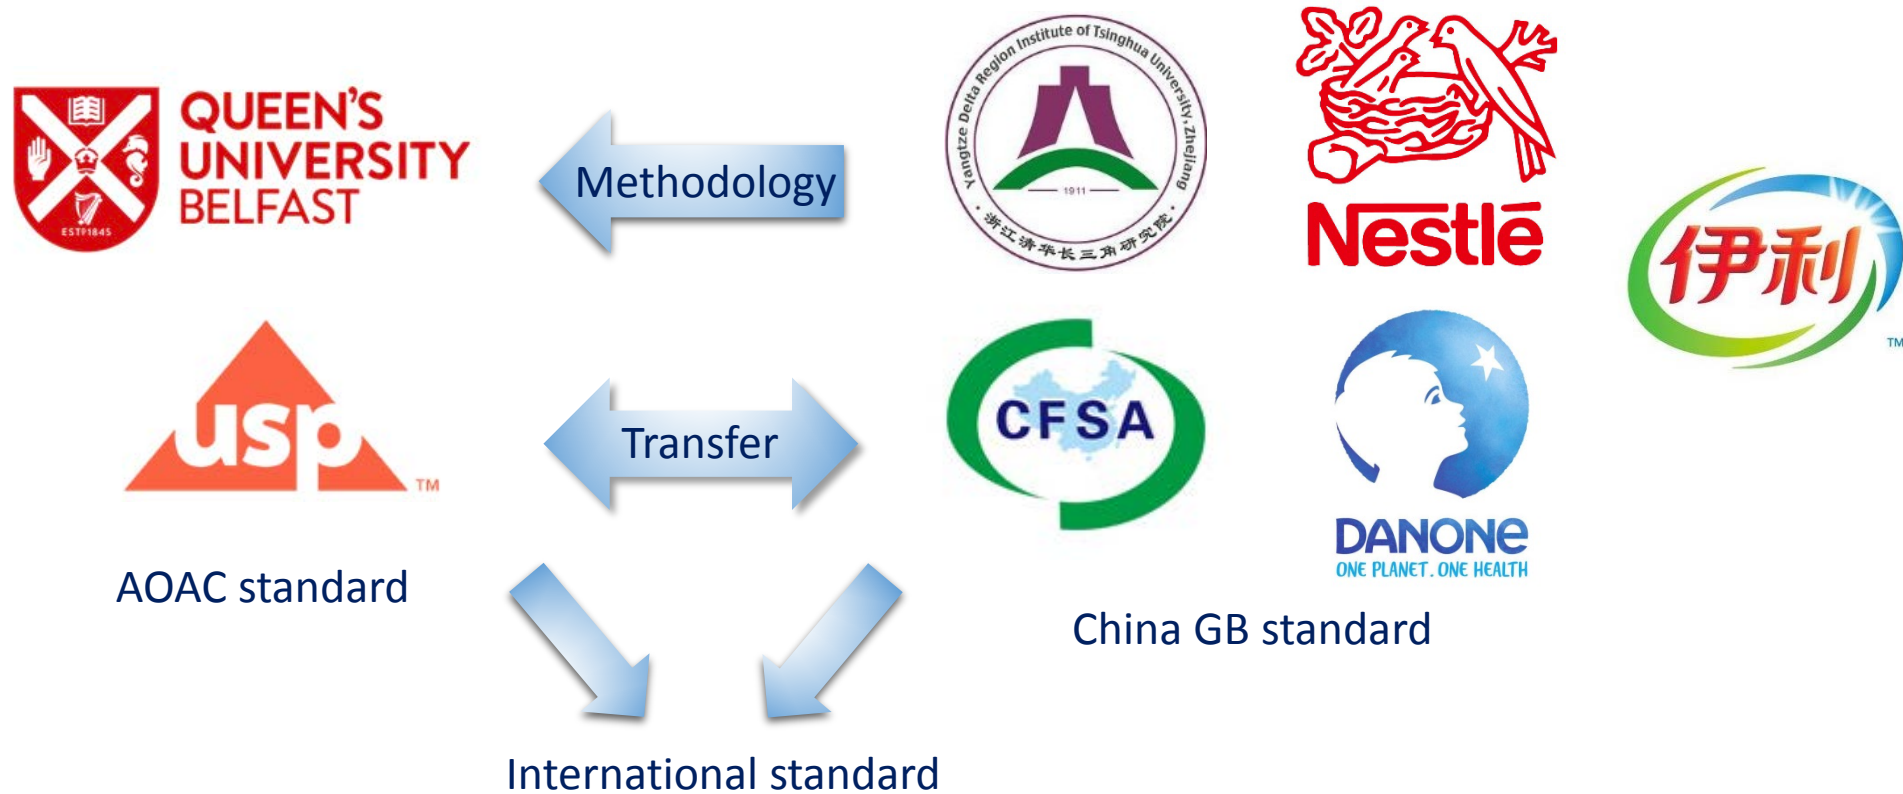 QUEEN'S
UNIVERSITY
BELFAST
ESTD1845
Methodology
Yangtze Delta Region Institute of Tsinghua University, Zhejiang
1911
浙江清华长三角研究院
Nestlé
伊利
TM
usp
TM
Transfer
CFSA
DANONE
ONE PLANET. ONE HEALTH
AOAC standard
China GB standard
International standard